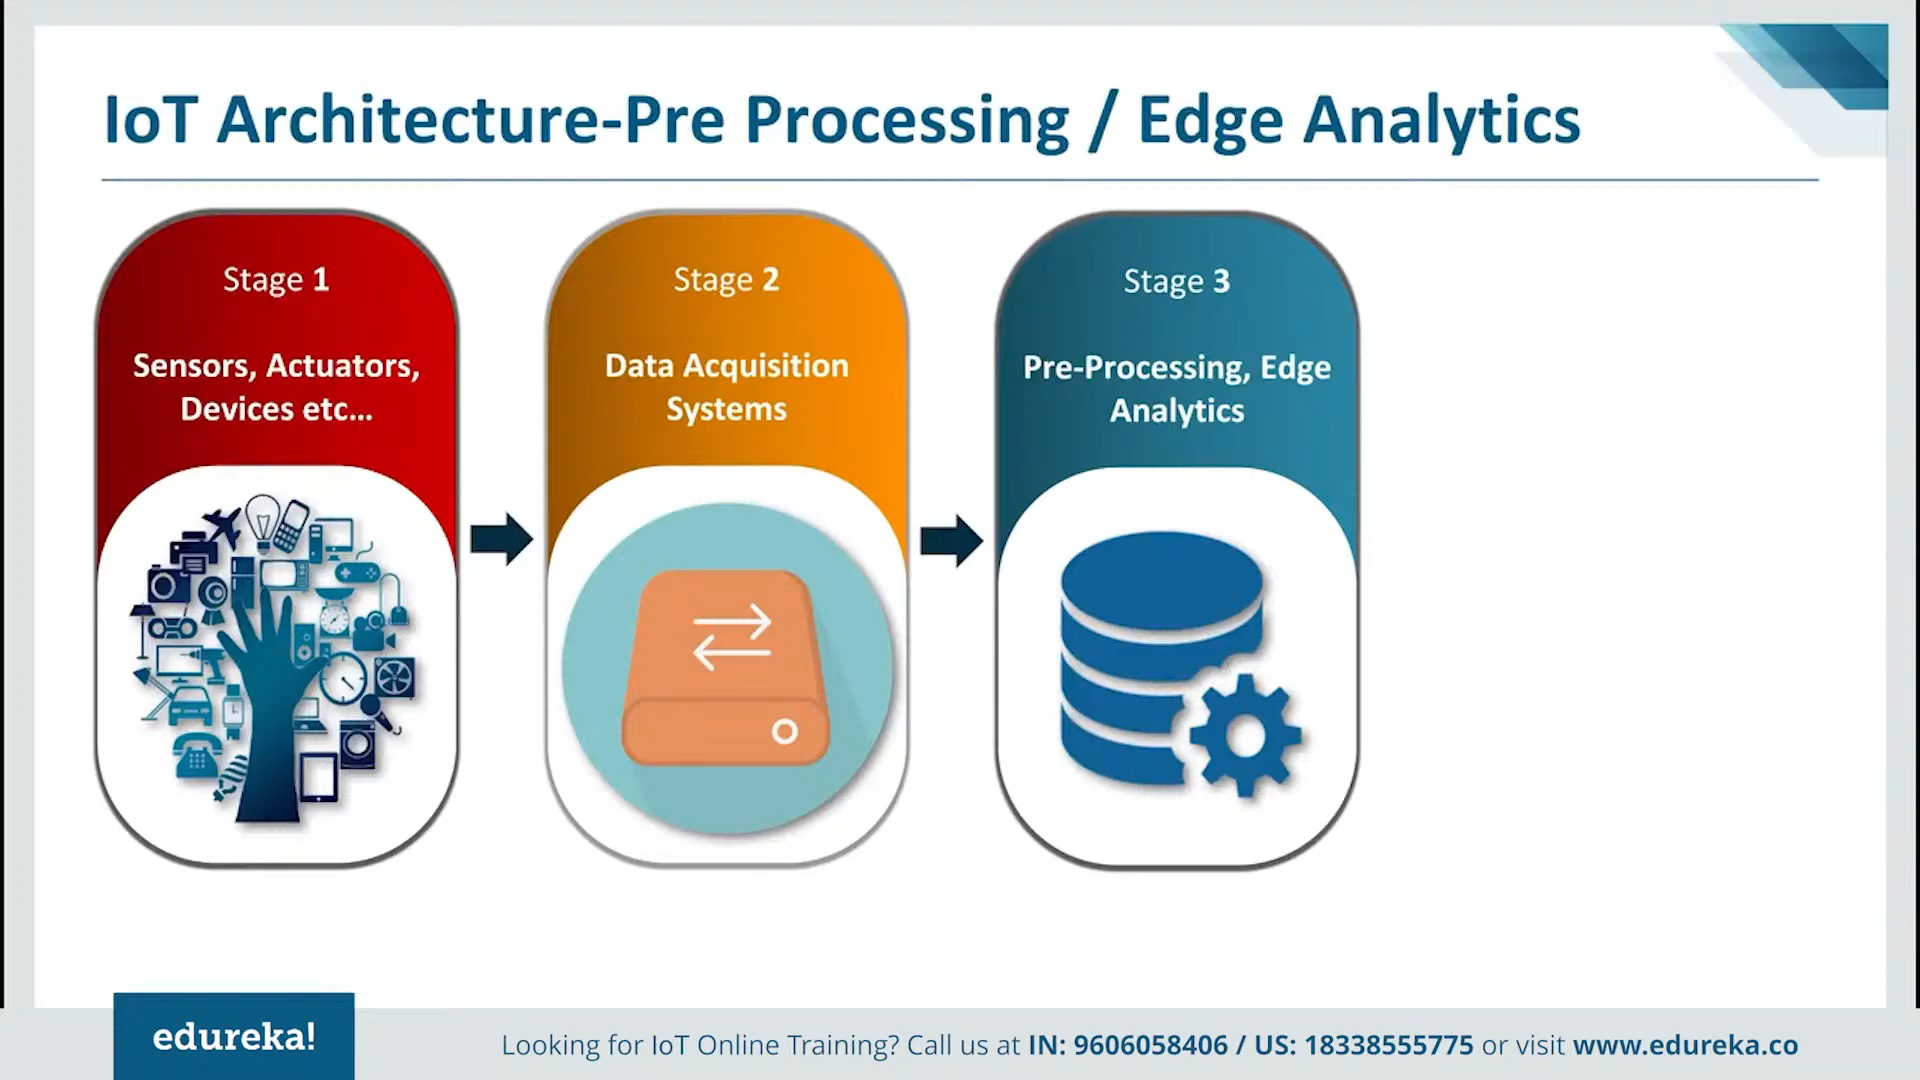 IoT Architecture-Pre Processing / Edge Analytics
Stage 1
Sensors, Actuators,
Devices etc...
Stage 2
Data Acquisition
Systems
Stage 3
Pre-Processing, Edge
Analytics
edureka!
Looking for IoT Online Training? Call us at IN: 9606058406 / US: 18338555775 or visit www.edureka.co